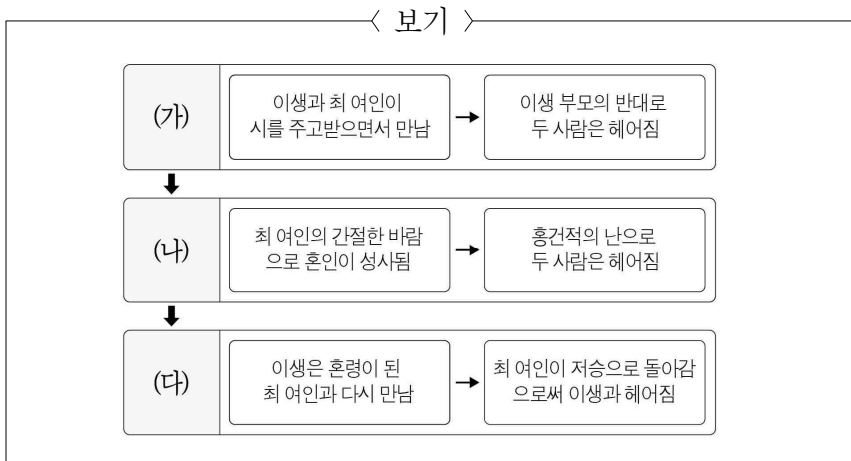 〈 보기 〉
(가)
이생과 최 여인이
시를 주고받으면서 만남
→
이생 부모의 반대로
두 사람은 헤어짐
(나)
최 여인의 간절한 바람
으로 혼인이 성사됨
→
홍건적의 난으로
두 사람은 헤어짐
(다)
이생은 혼령이 된
최 여인과 다시 만남
→
최 여인이 저승으로 돌아감
으로써 이생과 헤어짐